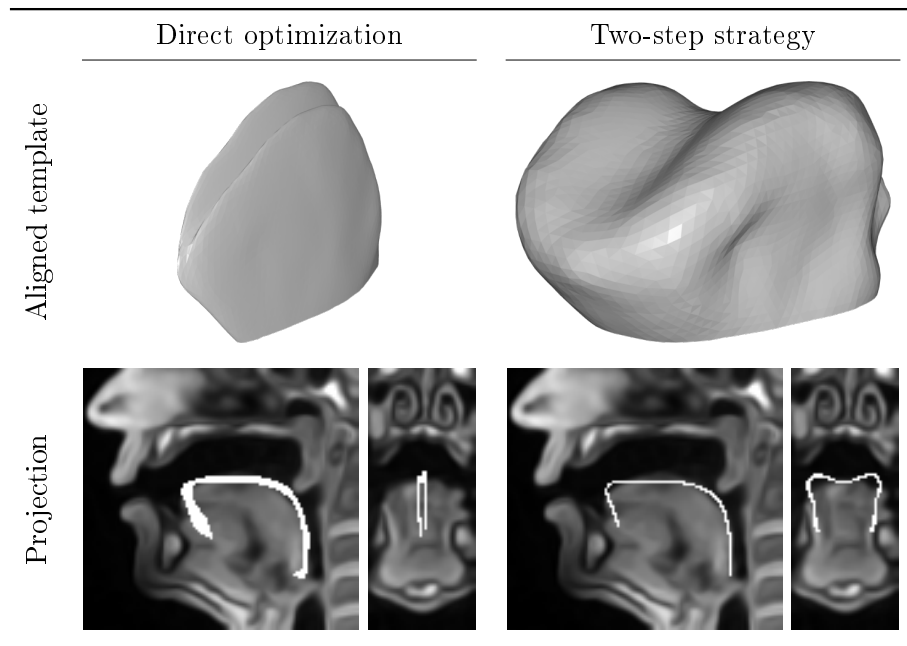 Direct optimization
Two-step strategy
Aligned template
Projection